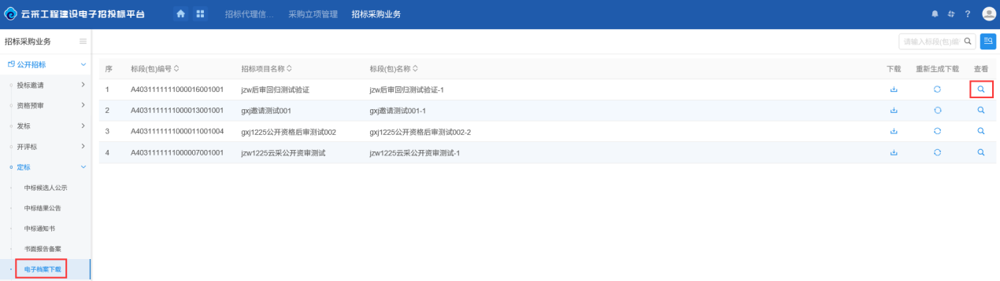 云采工程建设电子招投标平台 招标代理信... 采购立项管理 招标采购业务 ?
招标采购业务
请输入标段(包)编
公开招标
投标邀请
资格预审
发标
开评标
定标
中标候选人公示
中标结果公告
中标通知书
书面报告备案
电子档案下载
序 标段(包)编号 招标项目名称 标段(包)名称 下载 重新生成下载 查看
1 A4031111111000016001001 jzw后审回归测试验证 jzw后审回归测试验证-1
2 A4031111111000013001001 gxj邀请测试001 gxj邀请测试001-1
3 A4031111111000011001004 gxj1225公开资格后审测试002 gxj1225公开资格后审测试002-2
4 A4031111111000007001001 jzw1225云采公开资审测试 jzw1225云采公开资审测试-1